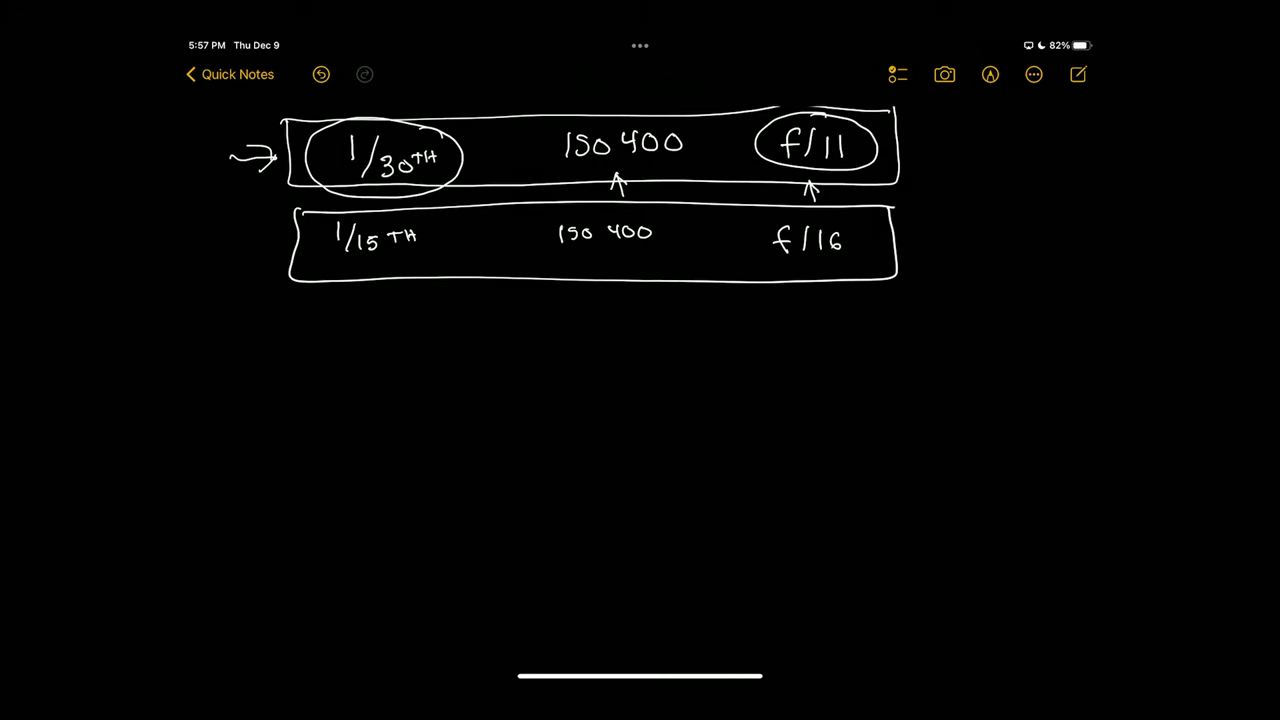 5:57 PM Thu Dec 9 82%
Quick Notes
1/30TH ISO 400 f/11
1/15TH ISO 400 f/16